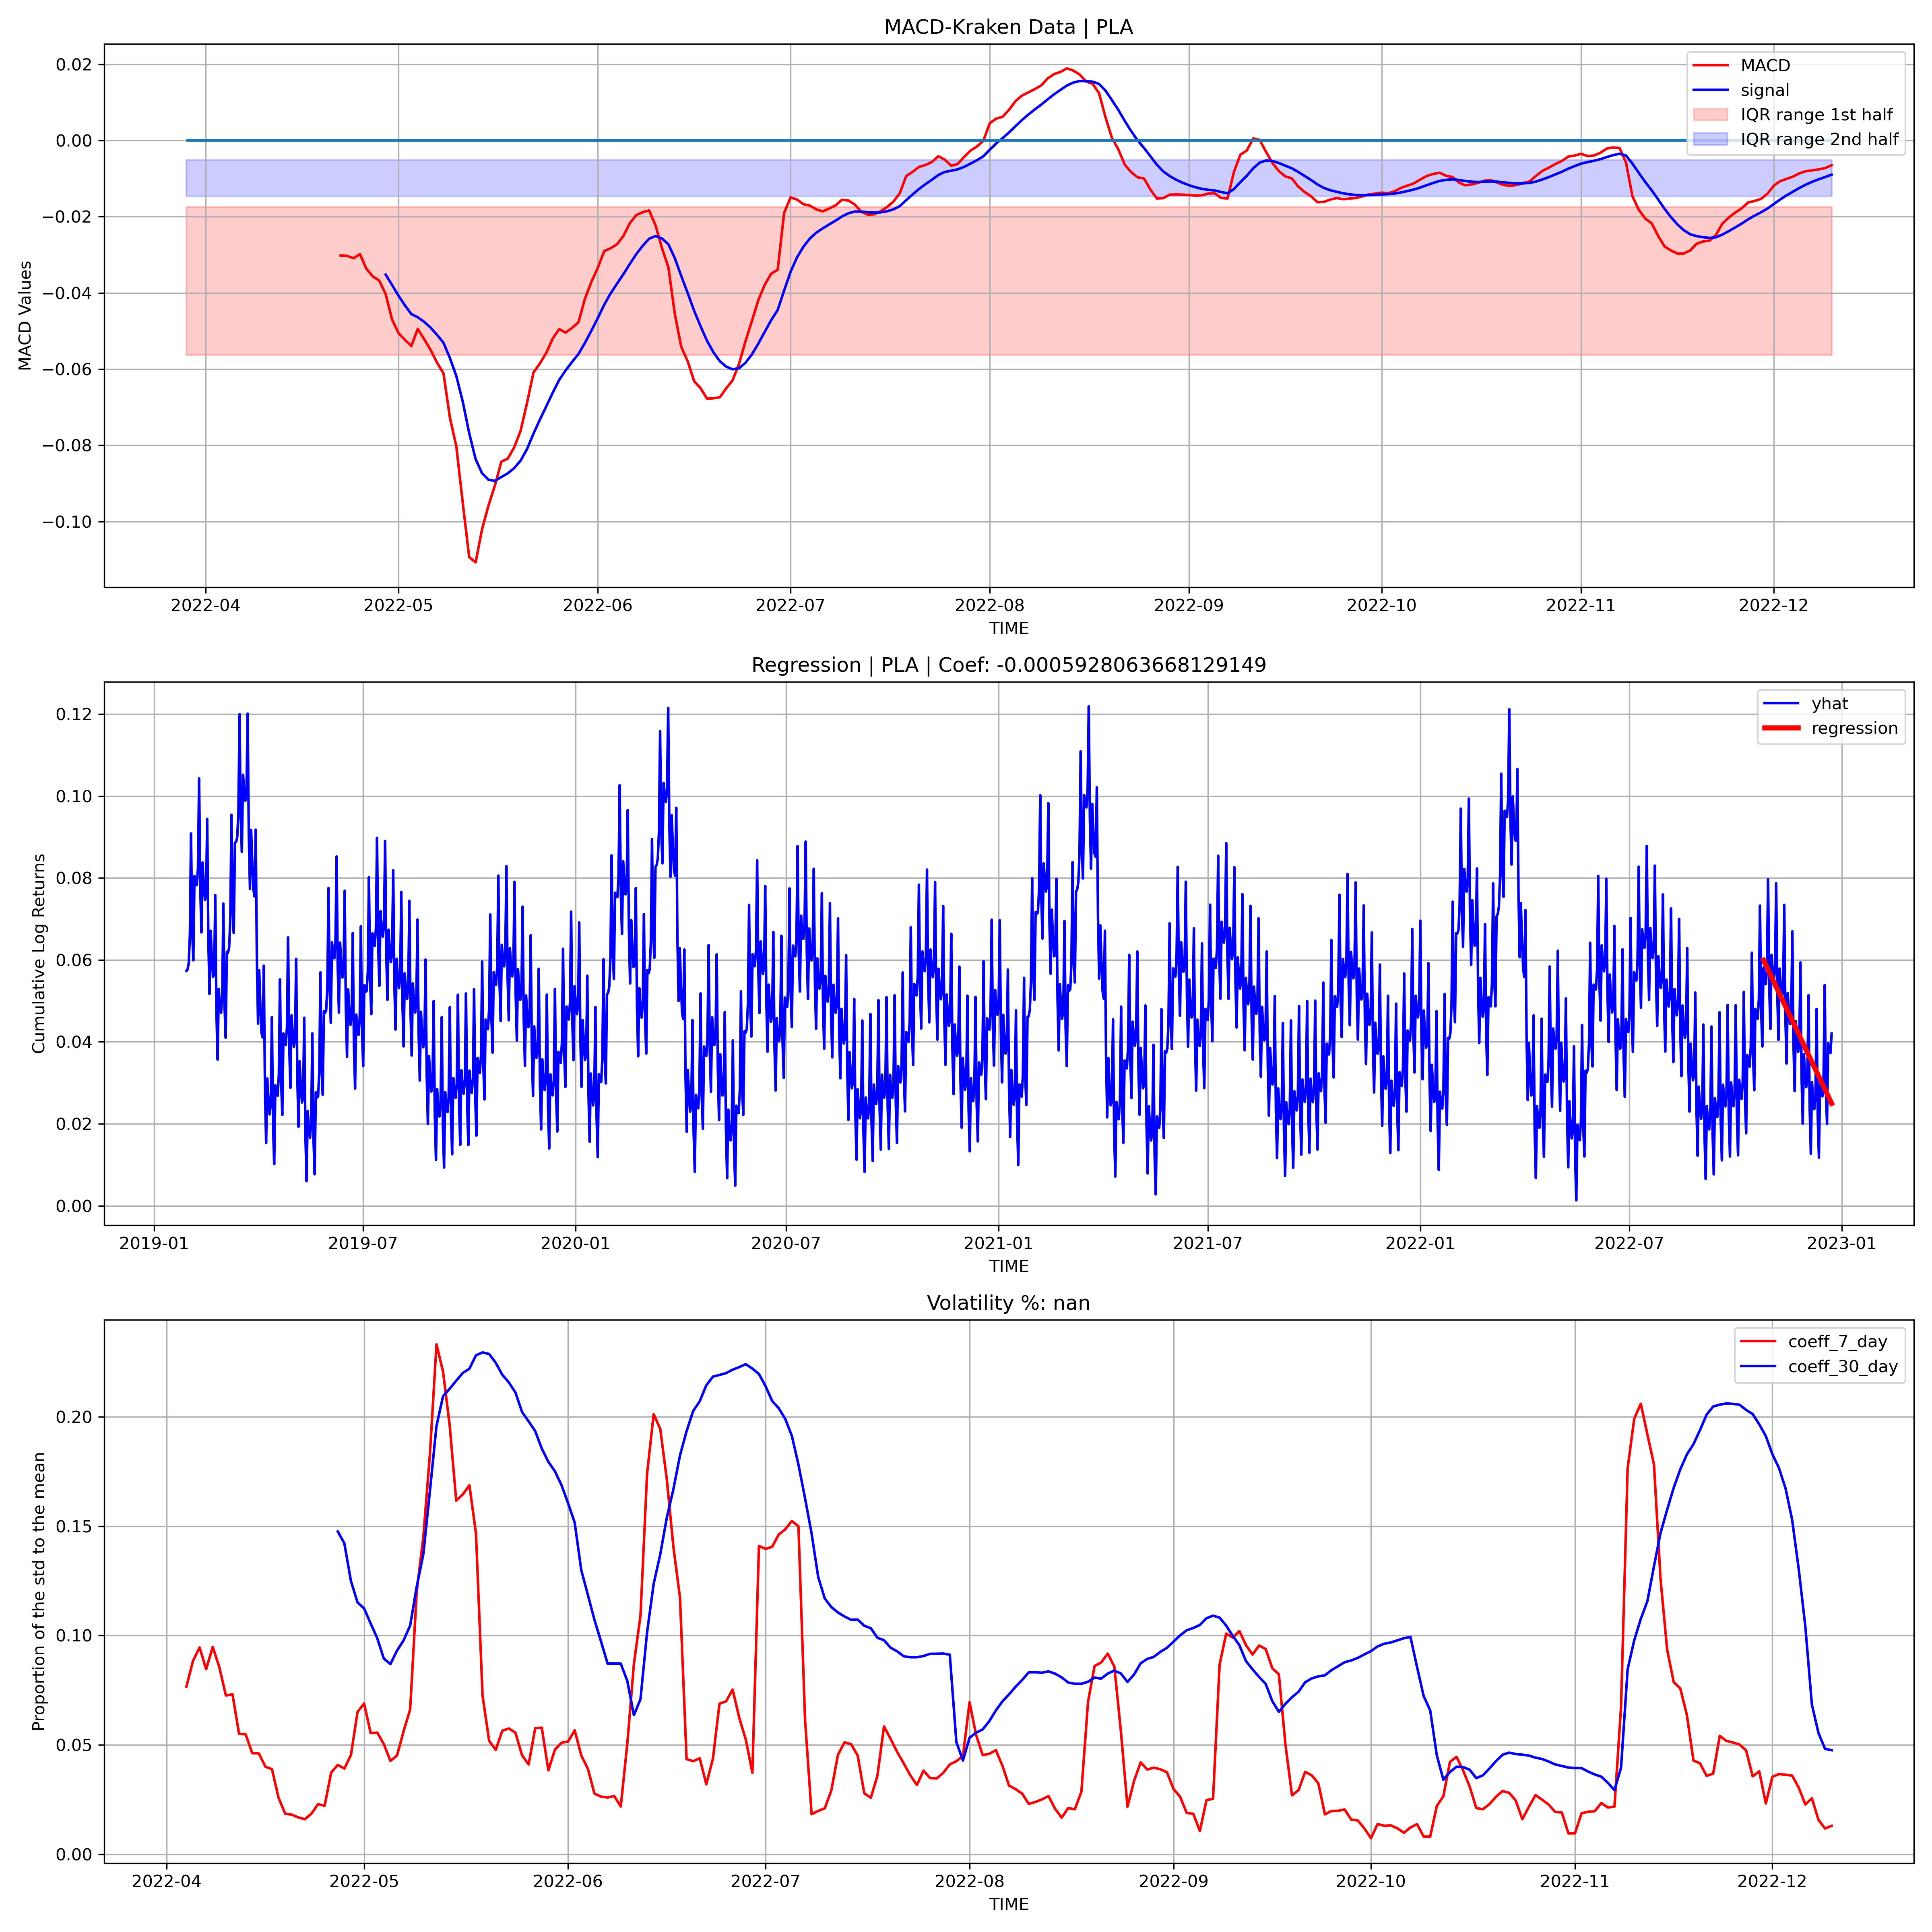 MACD-Kraken Data | PLA
MACD Values
0.02
0.00
−0.02
−0.04
−0.06
−0.08
−0.10
MACD
signal
IQR range 1st half
IQR range 2nd half
2022-04 2022-05 2022-06 2022-07 2022-08 2022-09 2022-10 2022-11 2022-12
TIME
Regression | PLA | Coef: -0.0005928063668129149
Cumulative Log Returns
0.12
0.10
0.08
0.06
0.04
0.02
0.00
yhat
regression
2019-01 2019-07 2020-01 2020-07 2021-01 2021-07 2022-01 2022-07 2023-01
TIME
Volatility %: nan
Proportion of the std to the mean
0.20
0.15
0.10
0.05
0.00
coeff_7_day
coeff_30_day
2022-04 2022-05 2022-06 2022-07 2022-08 2022-09 2022-10 2022-11 2022-12
TIME